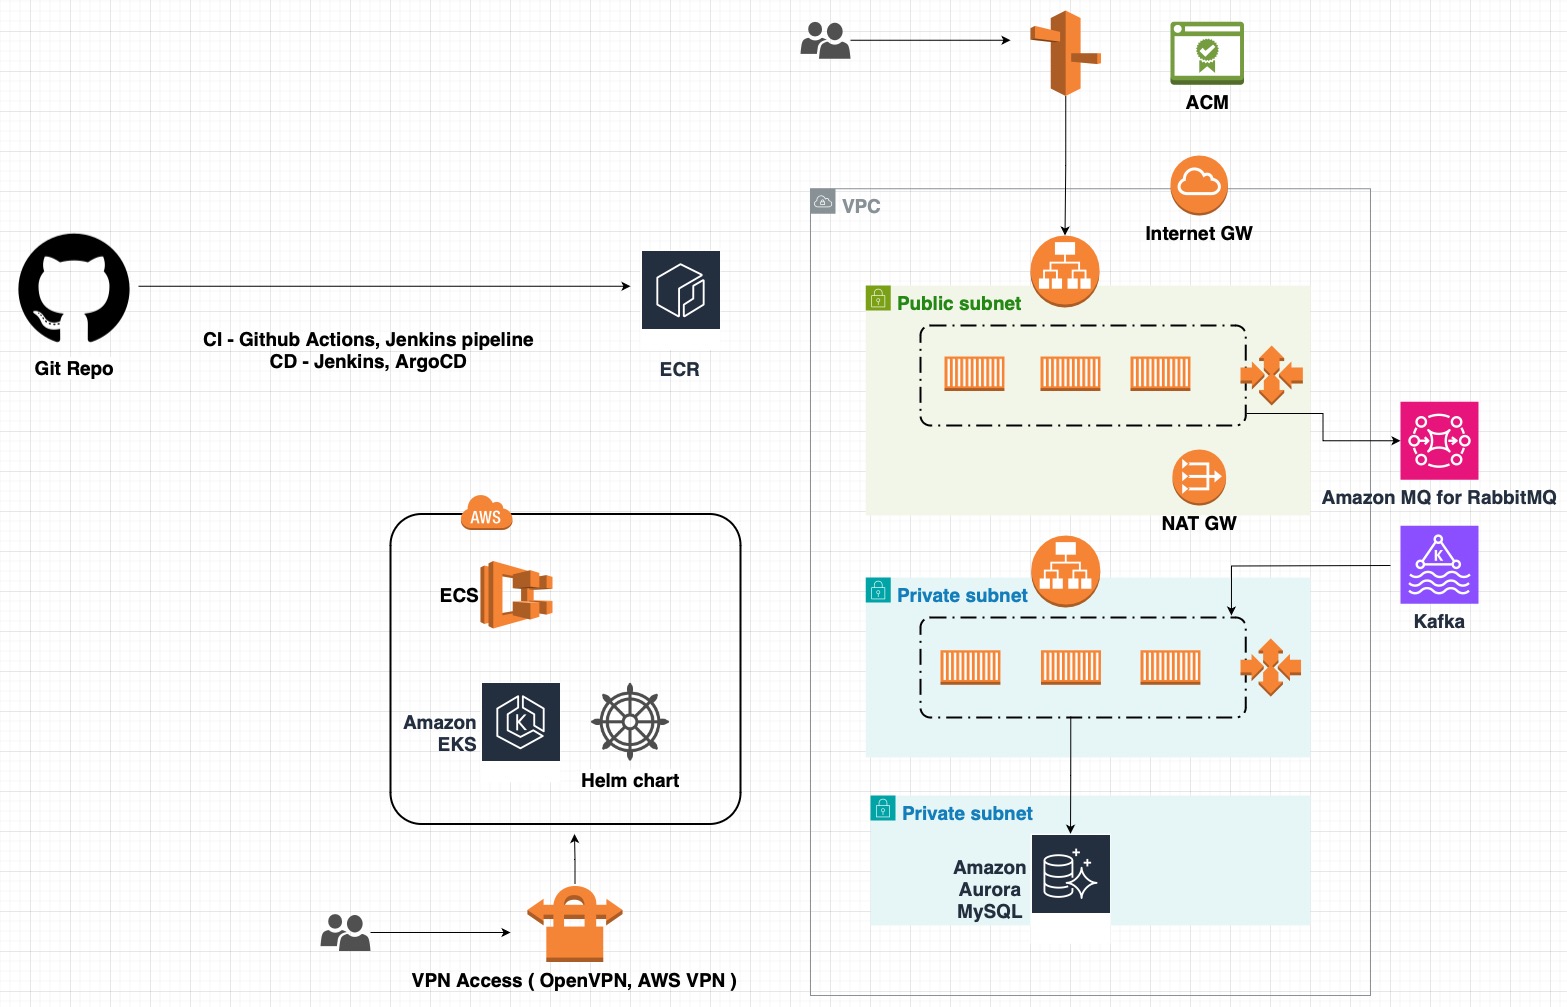 ACM
VPC
Internet GW
Public subnet
Git Repo
CI - Github Actions, Jenkins pipeline
CD - Jenkins, ArgoCD
ECR
Amazon MQ for RabbitMQ
NAT GW
AWS
ECS
Private subnet
K
Kafka
Amazon
EKS
K
Helm chart
Private subnet
Amazon
Aurora
MySQL
VPN Access ( OpenVPN, AWS VPN )